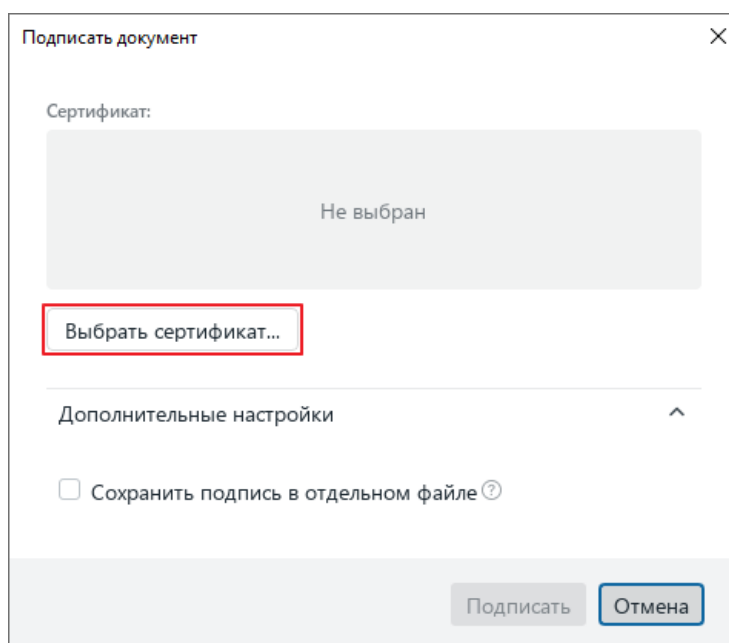 Подписать документ
Сертификат:
Не выбран
Выбрать сертификат...
Дополнительные настройки
Сохранить подпись в отдельном файле ?
Подписать Отмена